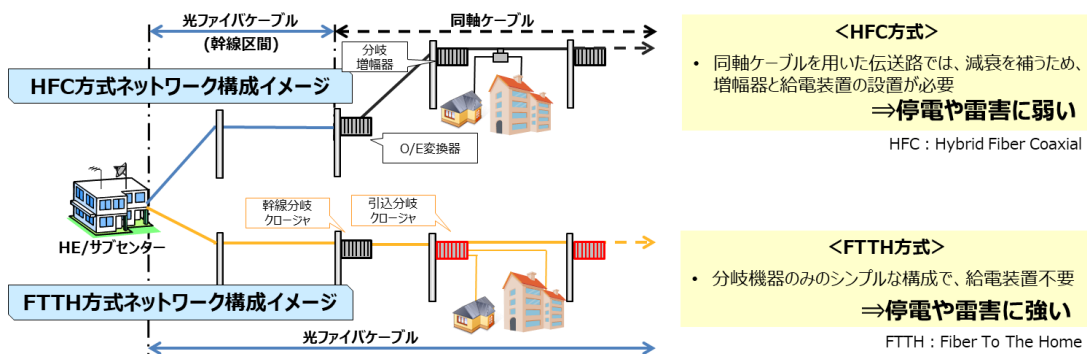 光ファイバケーブル
(幹線区間)
同軸ケーブル
HFC方式ネットワーク構成イメージ
分岐
増幅器
O/E変換器
HE/サブセンター
幹線分岐
クロージャ
引込分岐
クロージャ
FTTH方式ネットワーク構成イメージ
光ファイバケーブル
<HFC方式>
• 同軸ケーブルを用いた伝送路では、減衰を補うため、
増幅器と給電装置の設置が必要
⇒停電や雷害に弱い
HFC：Hybrid Fiber Coaxial
<FTTH方式>
• 分岐機器のみのシンプルな構成で、給電装置不要
⇒停電や雷害に強い
FTTH：Fiber To The Home